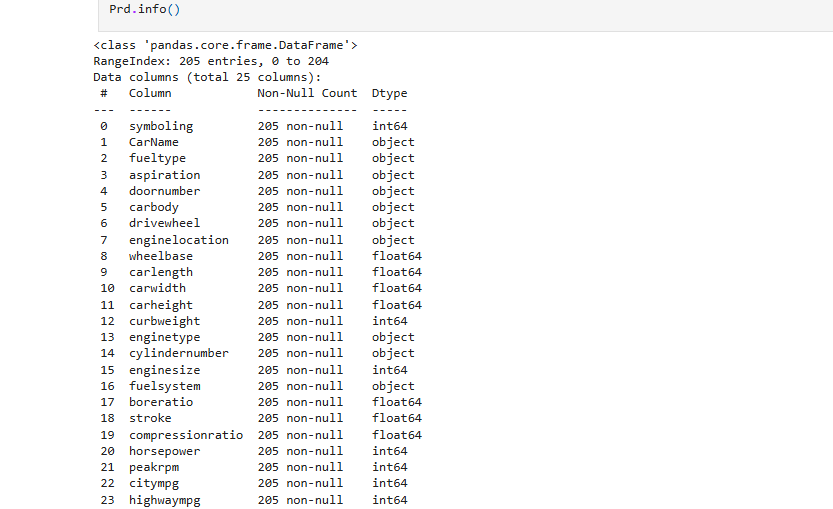 Prd.info()
<class 'pandas.core.frame.DataFrame'>
RangeIndex: 205 entries, 0 to 204
Data columns (total 25 columns):
 #   Column            Non-Null Count  Dtype
---  ------            --------------  -----
 0   symboling         205 non-null    int64
 1   CarName           205 non-null    object
 2   fueltype          205 non-null    object
 3   aspiration        205 non-null    object
 4   doornumber        205 non-null    object
 5   carbody           205 non-null    object
 6   drivewheel        205 non-null    object
 7   enginelocation    205 non-null    object
 8   wheelbase         205 non-null    float64
 9   carlength         205 non-null    float64
 10  carwidth          205 non-null    float64
 11  carheight         205 non-null    float64
 12  curbweight        205 non-null    int64
 13  enginetype        205 non-null    object
 14  cylindernumber    205 non-null    object
 15  enginesize        205 non-null    int64
 16  fuelsystem        205 non-null    object
 17  boreratio         205 non-null    float64
 18  stroke            205 non-null    float64
 19  compressionratio  205 non-null    float64
 20  horsepower        205 non-null    int64
 21  peakrpm           205 non-null    int64
 22  citympg           205 non-null    int64
 23  highwaympg        205 non-null    int64